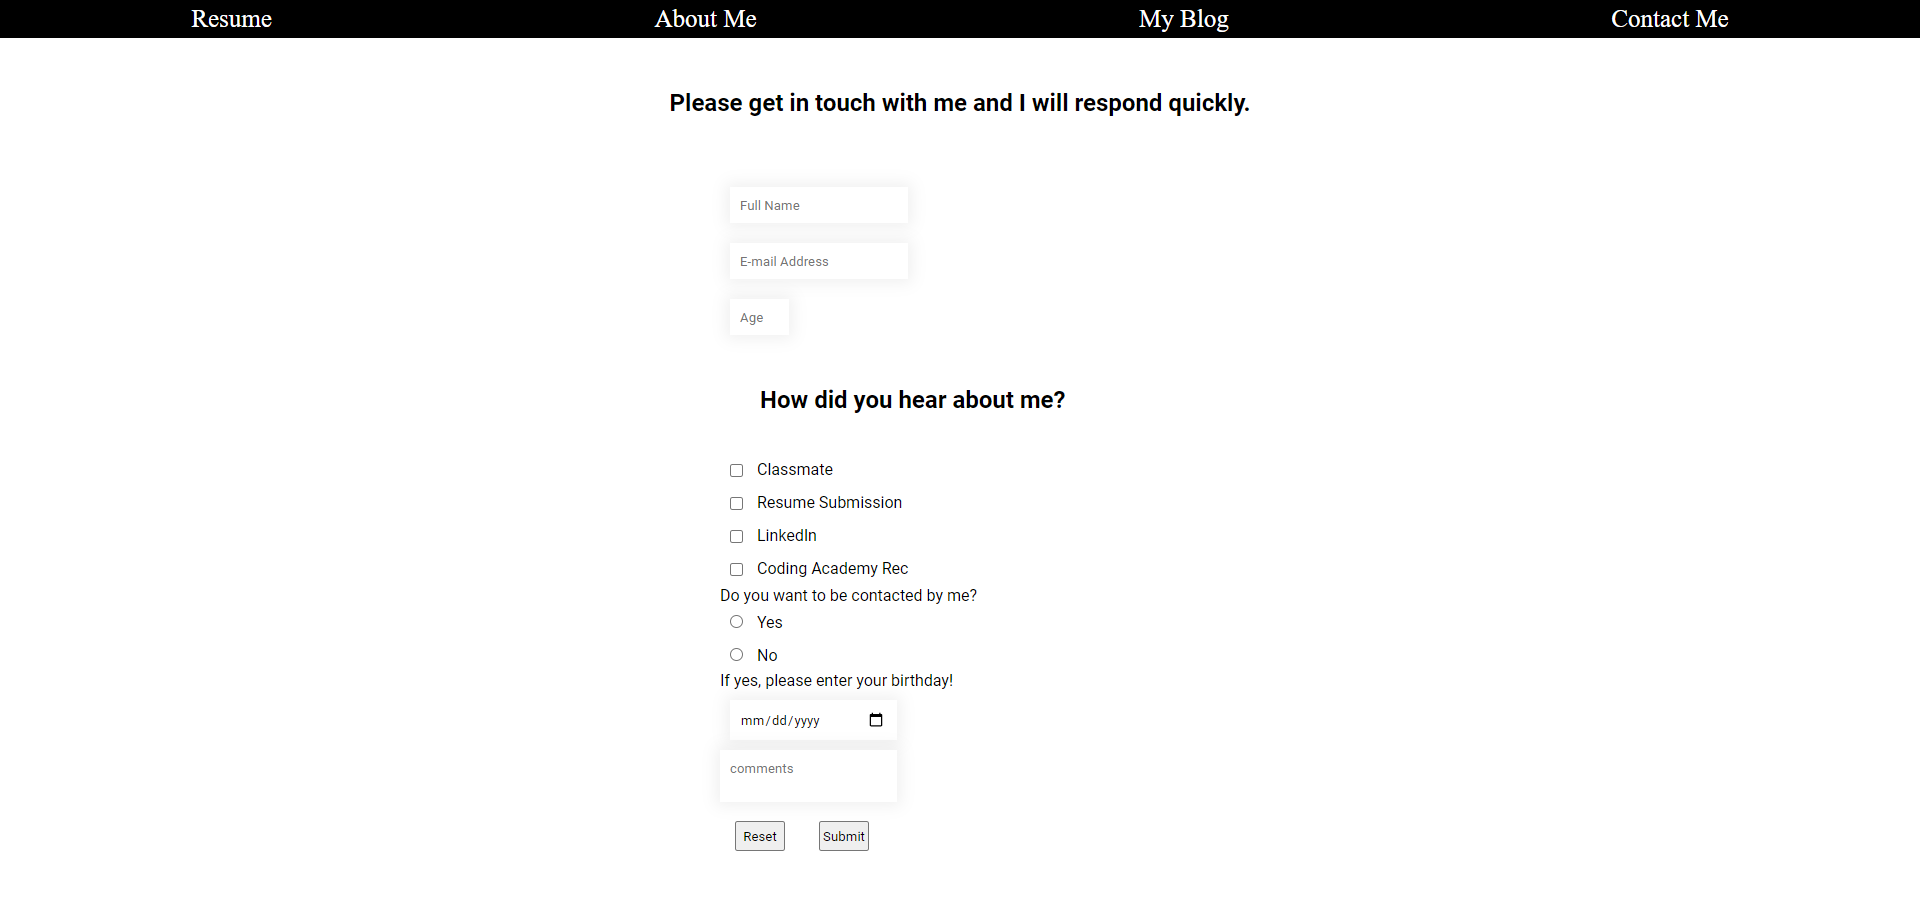 Resume About Me My Blog Contact Me
Please get in touch with me and I will respond quickly.
Full Name
E-mail Address
Age
How did you hear about me?
Classmate
Resume Submission
LinkedIn
Coding Academy Rec
Do you want to be contacted by me?
Yes
No
If yes, please enter your birthday!
mm/dd/yyyy
comments
Reset Submit